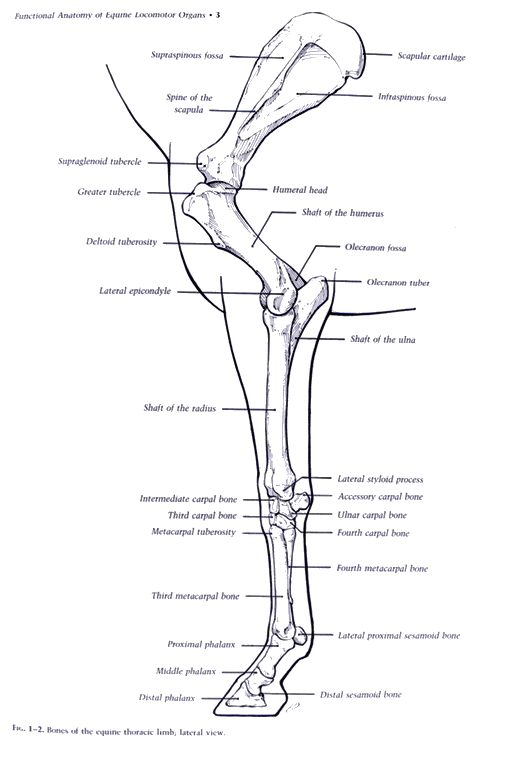 Functional Anatomy of Equine Locomotor Organs • 3
Supraspinous fossa
Scapular cartilage
Spine of the
scapula
Infraspinous fossa
Supraglenoid tubercle
Greater tubercle
Humeral head
Shaft of the humerus
Deltoid tuberosity
Olecranon fossa
Olecranon tuber
Lateral epicondyle
Shaft of the ulna
Shaft of the radius
Lateral styloid process
Intermediate carpal bone
Accessory carpal bone
Third carpal bone
Ulnar carpal bone
Metacarpal tuberosity
Fourth carpal bone
Fourth metacarpal bone
Third metacarpal bone
Lateral proximal sesamoid bone
Proximal phalanx
Middle phalanx
Distal phalanx
Distal sesamoid bone
FIG. 1–2. Bones of the equine thoracic limb, lateral view.